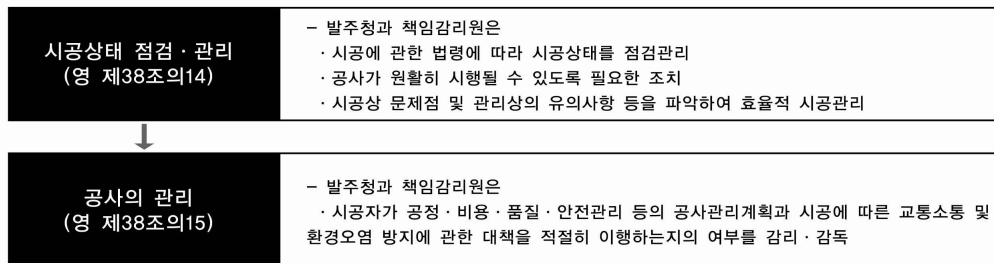 시공상태 점검·관리
(영 제38조의14)
– 발주청과 책임감리원은
· 시공에 관한 법령에 따라 시공상태를 점검관리
· 공사가 원활히 시행될 수 있도록 필요한 조치
· 시공상 문제점 및 관리상의 유의사항 등을 파악하여 효율적 시공관리
공사의 관리
(영 제38조의15)
– 발주청과 책임감리원은
· 시공자가 공정·비용·품질·안전관리 등의 공사관리계획과 시공에 따른 교통소통 및
환경오염 방지에 관한 대책을 적절히 이행하는지의 여부를 감리·감독